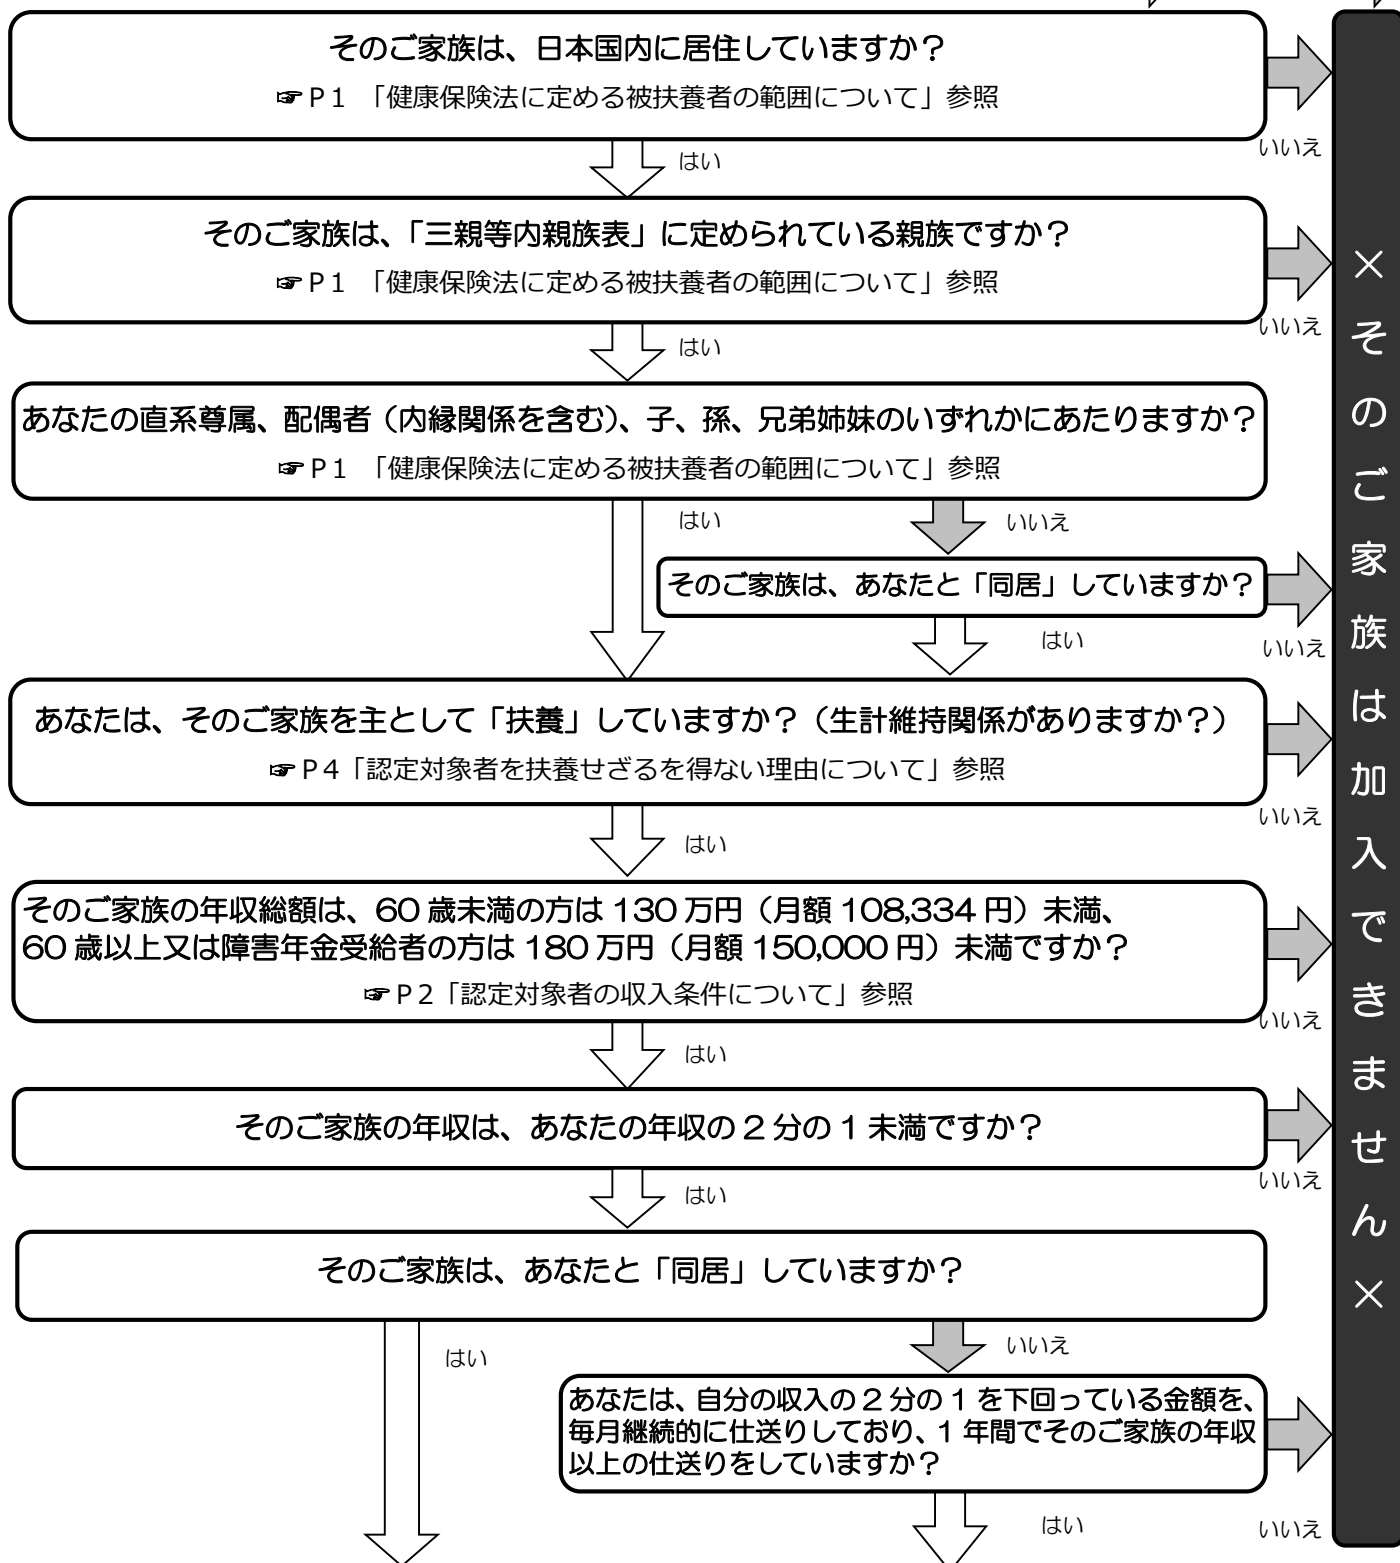 そのご家族は、日本国内に居住していますか？
☞ P１ 「健康保険法に定める被扶養者の範囲について」参照
いいえ
はい
そのご家族は、「三親等内親族表」に定められている親族ですか？
☞ P１ 「健康保険法に定める被扶養者の範囲について」参照
いいえ
はい
あなたの直系尊属、配偶者（内縁関係を含む）、子、孫、兄弟姉妹のいずれかにあたりますか？
☞ P１ 「健康保険法に定める被扶養者の範囲について」参照
はい
いいえ
そのご家族は、あなたと「同居」していますか？
はい
いいえ
あなたは、そのご家族を主として「扶養」していますか？（生計維持関係がありますか？）
☞ P４「認定対象者を扶養せざるを得ない理由について」参照
いいえ
はい
そのご家族の年収総額は、60 歳未満の方は 130 万円（月額 108,334 円）未満、
60 歳以上又は障害年金受給者の方は 180 万円（月額 150,000 円）未満ですか？
☞ P２「認定対象者の収入条件について」参照
いいえ
はい
そのご家族の年収は、あなたの年収の２分の１未満ですか？
いいえ
はい
そのご家族は、あなたと「同居」していますか？
はい
いいえ
あなたは、自分の収入の２分の１を下回っている金額を、
毎月継続的に仕送りしており、１年間でそのご家族の年収
以上の仕送りをしていますか？
はい
いいえ
×そのご家族は加入できません×